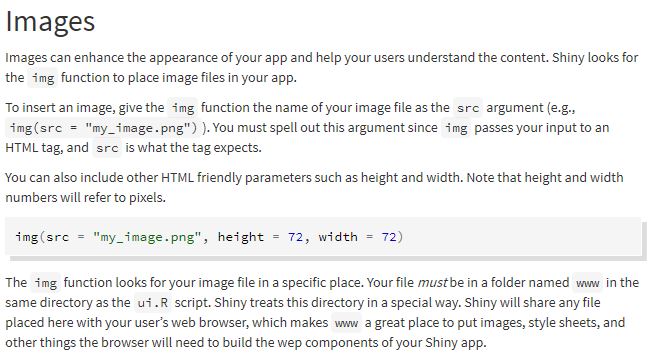 Images
Images can enhance the appearance of your app and help your users understand the content. Shiny looks for
the img function to place image files in your app.
To insert an image, give the img function the name of your image file as the src argument (e.g.,
img(src = "my_image.png") ). You must spell out this argument since img passes your input to an
HTML tag, and src is what the tag expects.
You can also include other HTML friendly parameters such as height and width. Note that height and width
numbers will refer to pixels.
img(src = "my_image.png", height = 72, width = 72)
The img function looks for your image file in a specific place. Your file must be in a folder named www in the
same directory as the ui.R script. Shiny treats this directory in a special way. Shiny will share any file
placed here with your user's web browser, which makes www a great place to put images, style sheets, and
other things the browser will need to build the wep components of your Shiny app.